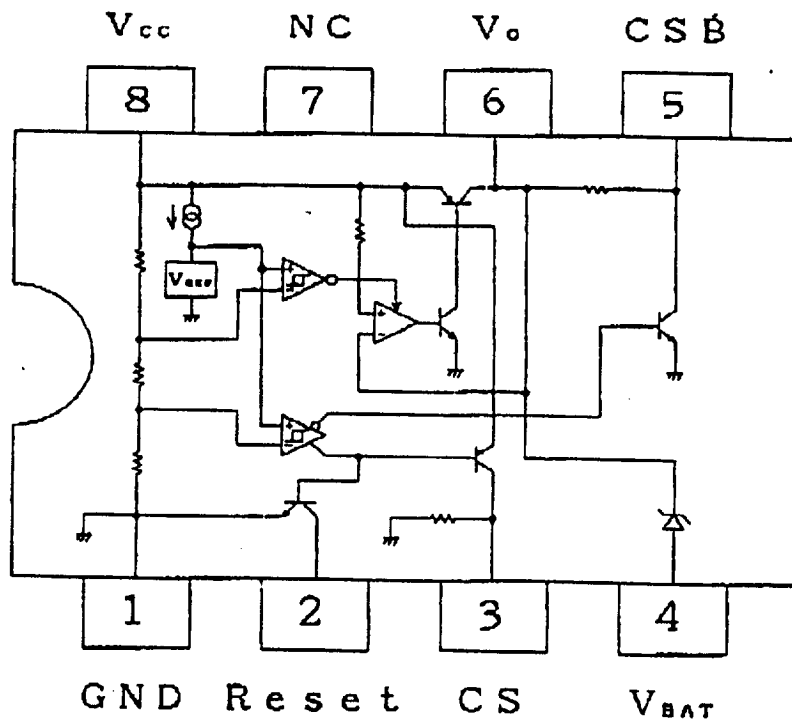 Vcc NC Vo CSB
8 7 6 5
VREF
+
+
-
+
-
1 2 3 4
GND Reset CS VBAT